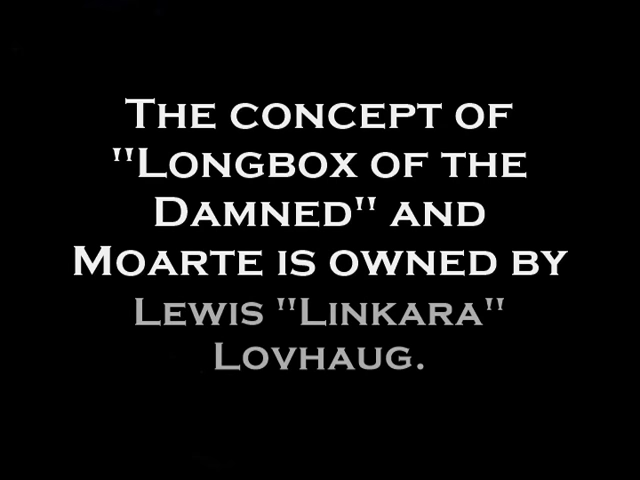 The concept of
"Longbox of the
Damned" and
Moarte is owned by
Lewis "Linkara"
Lovhaug.